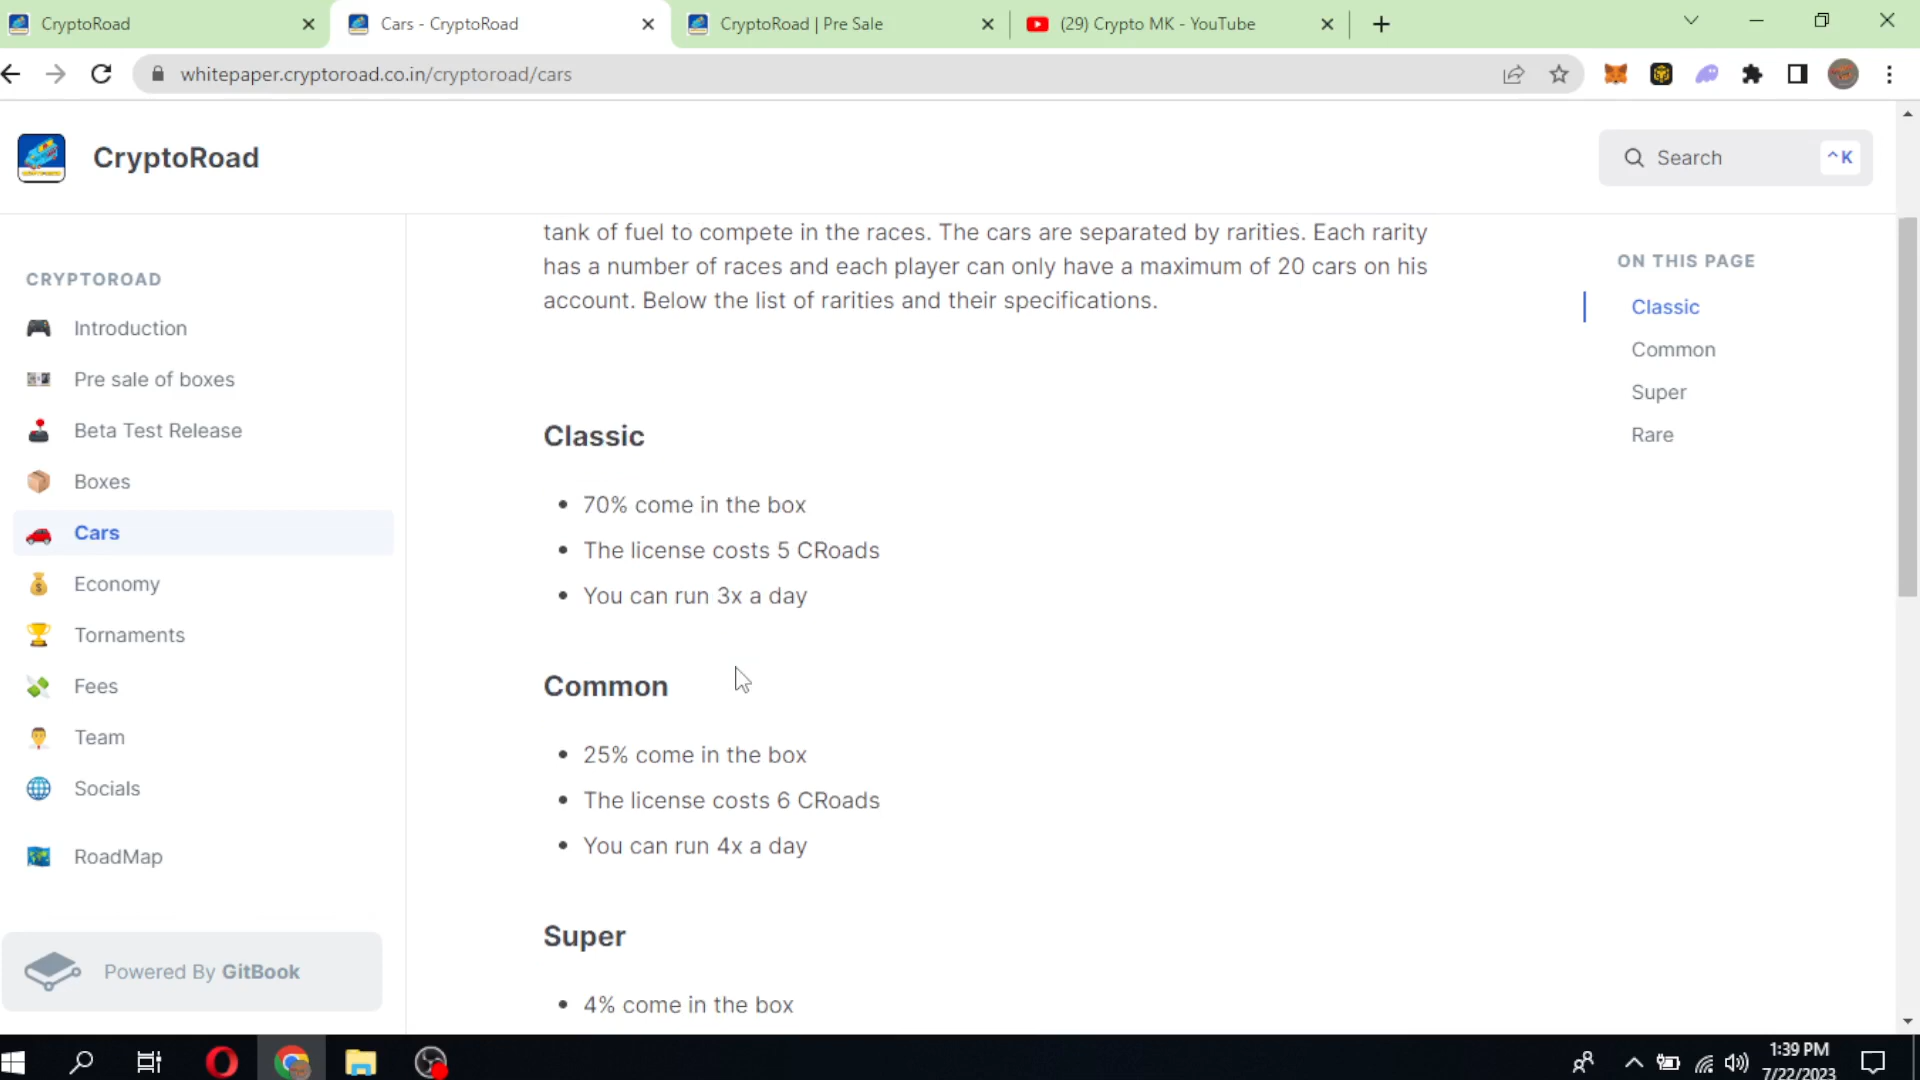 CryptoRoad
Cars - CryptoRoad
CryptoRoad | Pre Sale
(29) Crypto MK - YouTube
whitepaper.cryptoroad.co.in/cryptoroad/cars
CryptoRoad
Search
^K
CRYPTOROAD
Introduction
Pre sale of boxes
Beta Test Release
Boxes
Cars
Economy
Tornaments
Fees
Team
Socials
RoadMap
Powered By GitBook
tank of fuel to compete in the races. The cars are separated by rarities. Each rarity
has a number of races and each player can only have a maximum of 20 cars on his
account. Below the list of rarities and their specifications.
Classic
• 70% come in the box
• The license costs 5 CRoads
• You can run 3x a day
Common
• 25% come in the box
• The license costs 6 CRoads
• You can run 4x a day
Super
• 4% come in the box
ON THIS PAGE
Classic
Common
Super
Rare
1:39 PM
7/22/2023